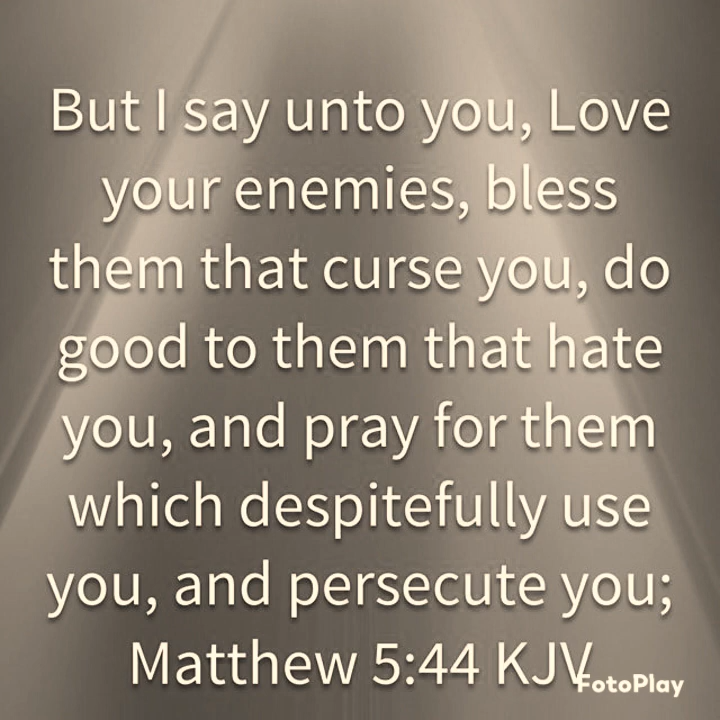 But I say unto you, Love
your enemies, bless
them that curse you, do
good to them that hate
you, and pray for them
which despitefully use
you, and persecute you;
Matthew 5:44 KJV
FotoPlay